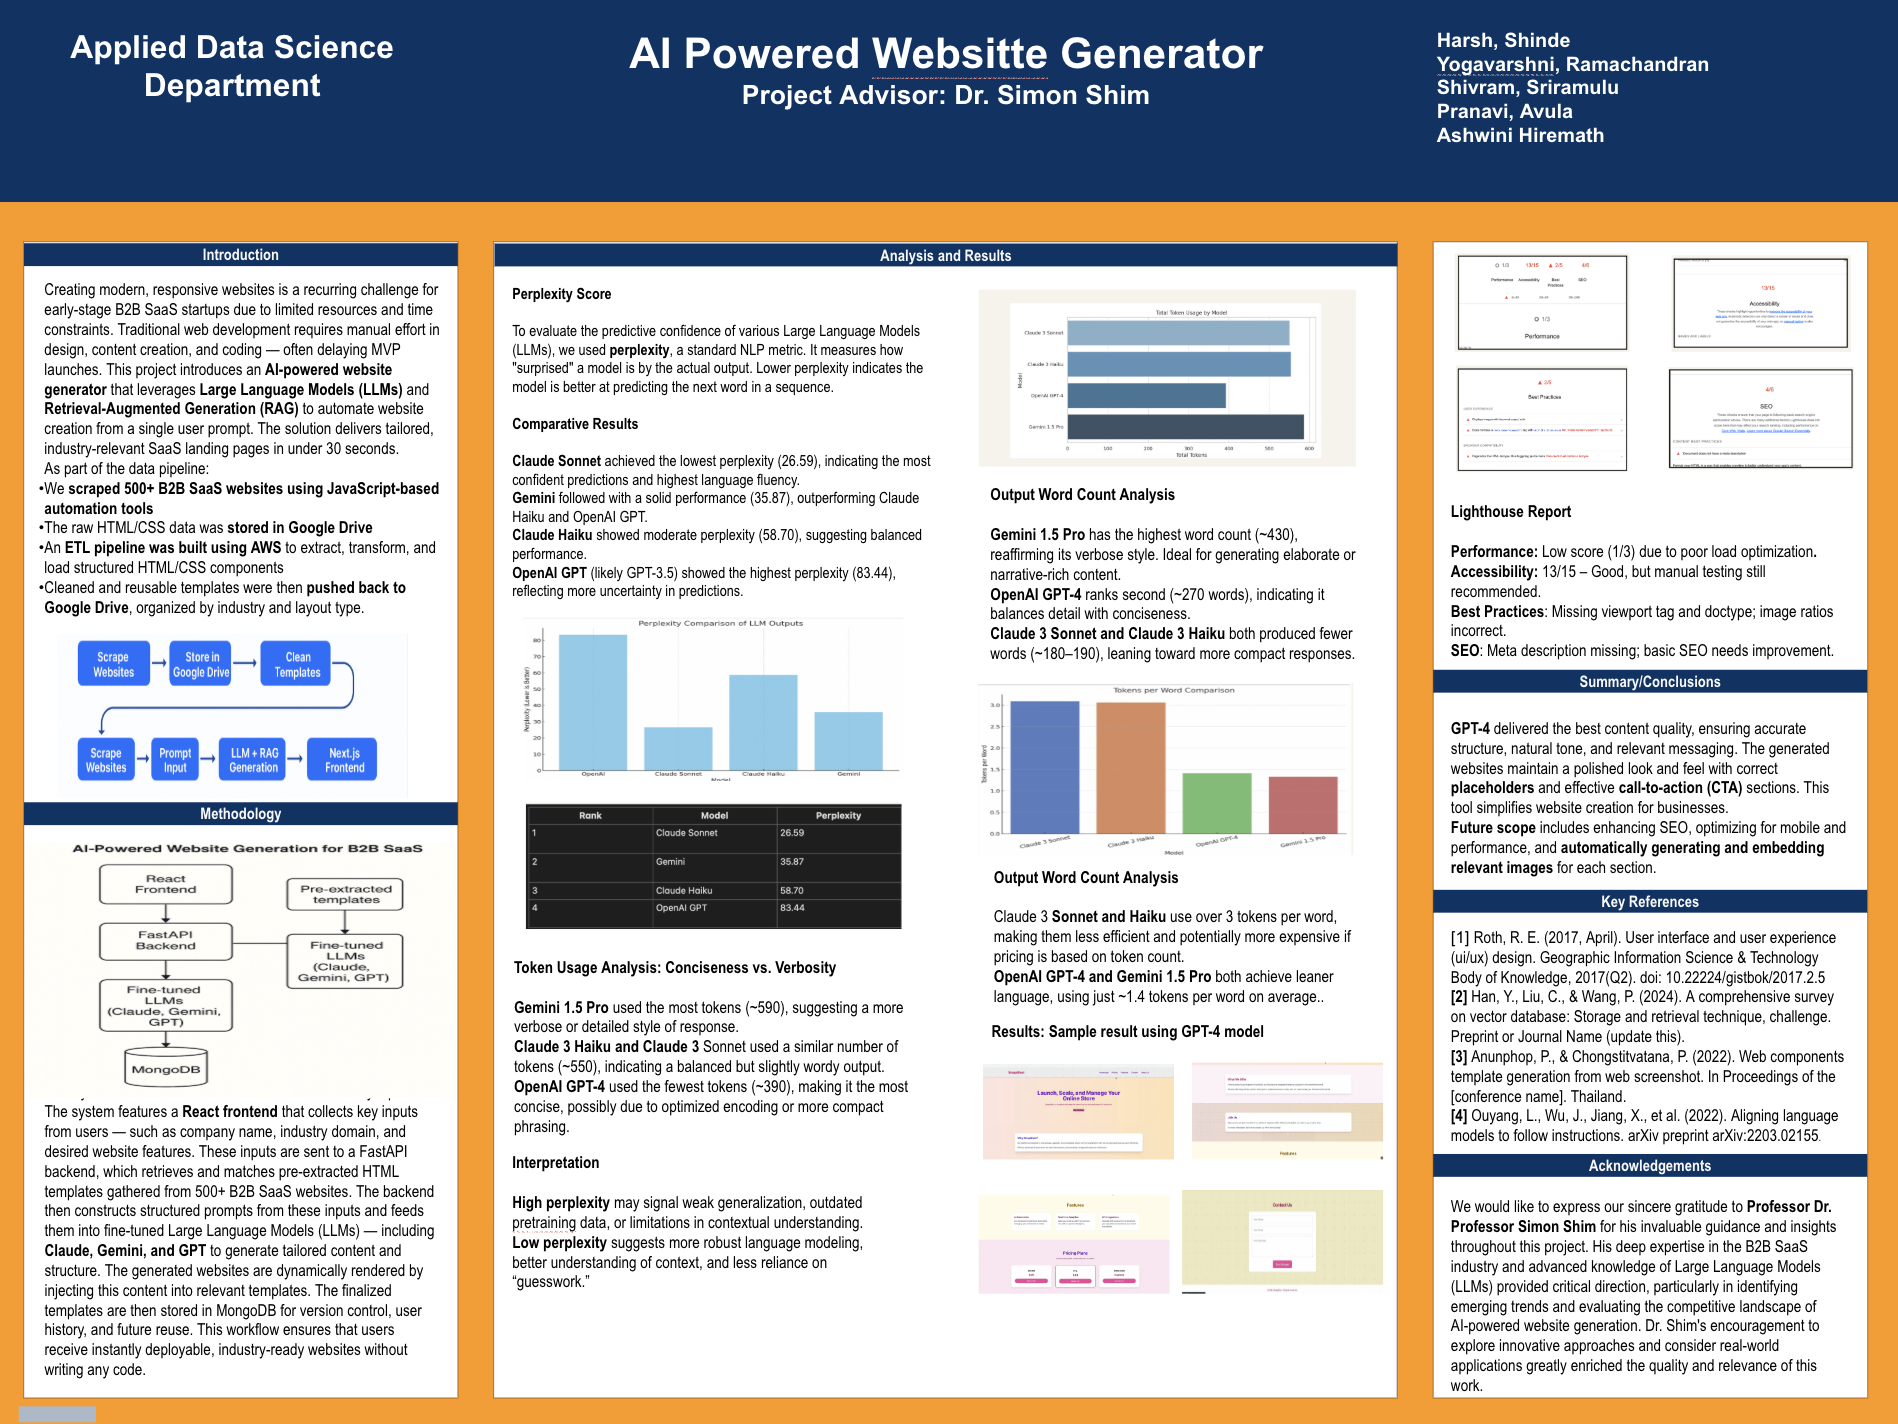 Applied Data Science
Department
AI Powered Websitte Generator
Project Advisor: Dr. Simon Shim
Harsh, Shinde
Yogavarshni, Ramachandran
Shivram, Sriramulu
Pranavi, Avula
Ashwini Hiremath
Introduction
Creating modern, responsive websites is a recurring challenge for
early-stage B2B SaaS startups due to limited resources and time
constraints. Traditional web development requires manual effort in
design, content creation, and coding — often delaying MVP
launches. This project introduces an AI-powered website
generator that leverages Large Language Models (LLMs) and
Retrieval-Augmented Generation (RAG) to automate website
creation from a single user prompt. The solution delivers tailored,
industry-relevant SaaS landing pages in under 30 seconds.
As part of the data pipeline:
•We scraped 500+ B2B SaaS websites using JavaScript-based
automation tools
•The raw HTML/CSS data was stored in Google Drive
•An ETL pipeline was built using AWS to extract, transform, and
load structured HTML/CSS components
•Cleaned and reusable templates were then pushed back to
Google Drive, organized by industry and layout type.
Scrape
Websites
Store in
Google Drive
Clean
Templates
Scrape
Websites
Prompt
Input
LLM + RAG
Generation
Next.js
Frontend
Methodology
AI-Powered Website Generation for B2B SaaS
React
Frontend
Pre-extracted
templates
FastAPI
Backend
Fine-tuned
LLMs
(Claude,
Gemini, GPT)
Fine-tuned
LLMs
(Claude, Gemini,
GPT)
MongoDB
The system features a React frontend that collects key inputs
from users — such as company name, industry domain, and
desired website features. These inputs are sent to a FastAPI
backend, which retrieves and matches pre-extracted HTML
templates gathered from 500+ B2B SaaS websites. The backend
then constructs structured prompts from these inputs and feeds
them into fine-tuned Large Language Models (LLMs) — including
Claude, Gemini, and GPT to generate tailored content and
structure. The generated websites are dynamically rendered by
injecting this content into relevant templates. The finalized
templates are then stored in MongoDB for version control, user
history, and future reuse. This workflow ensures that users
receive instantly deployable, industry-ready websites without
writing any code.
Analysis and Results
Perplexity Score
To evaluate the predictive confidence of various Large Language Models
(LLMs), we used perplexity, a standard NLP metric. It measures how
"surprised" a model is by the actual output. Lower perplexity indicates the
model is better at predicting the next word in a sequence.
Comparative Results
Claude Sonnet achieved the lowest perplexity (26.59), indicating the most
confident predictions and highest language fluency.
Gemini followed with a solid performance (35.87), outperforming Claude
Haiku and OpenAI GPT.
Claude Haiku showed moderate perplexity (58.70), suggesting balanced
performance.
OpenAI GPT (likely GPT-3.5) showed the highest perplexity (83.44),
reflecting more uncertainty in predictions.
Perplexity Comparison of LLM Outputs
Perplexity (Lower is Better)
80
70
60
50
40
30
20
10
0
OpenAI
Claude Sonnet
Claude Haiku
Gemini
Model
Rank Model Perplexity
1 Claude Sonnet 26.59
2 Gemini 35.87
3 Claude Haiku 58.70
4 OpenAI GPT 83.44
Token Usage Analysis: Conciseness vs. Verbosity
Gemini 1.5 Pro used the most tokens (~590), suggesting a more
verbose or detailed style of response.
Claude 3 Haiku and Claude 3 Sonnet used a similar number of
tokens (~550), indicating a balanced but slightly wordy output.
OpenAI GPT-4 used the fewest tokens (~390), making it the most
concise, possibly due to optimized encoding or more compact
phrasing.
Interpretation
High perplexity may signal weak generalization, outdated
pretraining data, or limitations in contextual understanding.
Low perplexity suggests more robust language modeling,
better understanding of context, and less reliance on
“guesswork.”
Total Token Usage by Model
Model
Claude 3 Sonnet
Claude 3 Haiku
OpenAI GPT-4
Gemini 1.5 Pro
0 100 200 300 400 500 600
Total Tokens
Output Word Count Analysis
Gemini 1.5 Pro has the highest word count (~430),
reaffirming its verbose style. Ideal for generating elaborate or
narrative-rich content.
OpenAI GPT-4 ranks second (~270 words), indicating it
balances detail with conciseness.
Claude 3 Sonnet and Claude 3 Haiku both produced fewer
words (~180–190), leaning toward more compact responses.
Tokens per Word Comparison
Tokens per Word
3.0
2.5
2.0
1.5
1.0
0.5
0.0
Claude 3 Sonnet
Claude 3 Haiku
OpenAI GPT-4
Gemini 1.5 Pro
Model
Output Word Count Analysis
Claude 3 Sonnet and Haiku use over 3 tokens per word,
making them less efficient and potentially more expensive if
pricing is based on token count.
OpenAI GPT-4 and Gemini 1.5 Pro both achieve leaner
language, using just ~1.4 tokens per word on average..
Results: Sample result using GPT-4 model
Launch, Scale, and Manage Your
Online Store
Features
Features
Pricing Plans
Contact Us
1/3 13/15 2/5 4/5
Performance Accessibility Best
Practices SEO
1/3
Performance
13/15
Accessibility
2/5
Best Practices
4/5
SEO
CONTENT BEST PRACTICES
Document does not have a meta description
Lighthouse Report
Performance: Low score (1/3) due to poor load optimization.
Accessibility: 13/15 – Good, but manual testing still
recommended.
Best Practices: Missing viewport tag and doctype; image ratios
incorrect.
SEO: Meta description missing; basic SEO needs improvement.
Summary/Conclusions
GPT-4 delivered the best content quality, ensuring accurate
structure, natural tone, and relevant messaging. The generated
websites maintain a polished look and feel with correct
placeholders and effective call-to-action (CTA) sections. This
tool simplifies website creation for businesses.
Future scope includes enhancing SEO, optimizing for mobile and
performance, and automatically generating and embedding
relevant images for each section.
Key References
[1] Roth, R. E. (2017, April). User interface and user experience
(ui/ux) design. Geographic Information Science & Technology
Body of Knowledge, 2017(Q2). doi: 10.22224/gistbok/2017.2.5
[2] Han, Y., Liu, C., & Wang, P. (2024). A comprehensive survey
on vector database: Storage and retrieval technique, challenge.
Preprint or Journal Name (update this).
[3] Anunphop, P., & Chongstitvatana, P. (2022). Web components
template generation from web screenshot. In Proceedings of the
[conference name]. Thailand.
[4] Ouyang, L., Wu, J., Jiang, X., et al. (2022). Aligning language
models to follow instructions. arXiv preprint arXiv:2203.02155.
Acknowledgements
We would like to express our sincere gratitude to Professor Dr.
Professor Simon Shim for his invaluable guidance and insights
throughout this project. His deep expertise in the B2B SaaS
industry and advanced knowledge of Large Language Models
(LLMs) provided critical direction, particularly in identifying
emerging trends and evaluating the competitive landscape of
AI-powered website generation. Dr. Shim's encouragement to
explore innovative approaches and consider real-world
applications greatly enriched the quality and relevance of this
work.